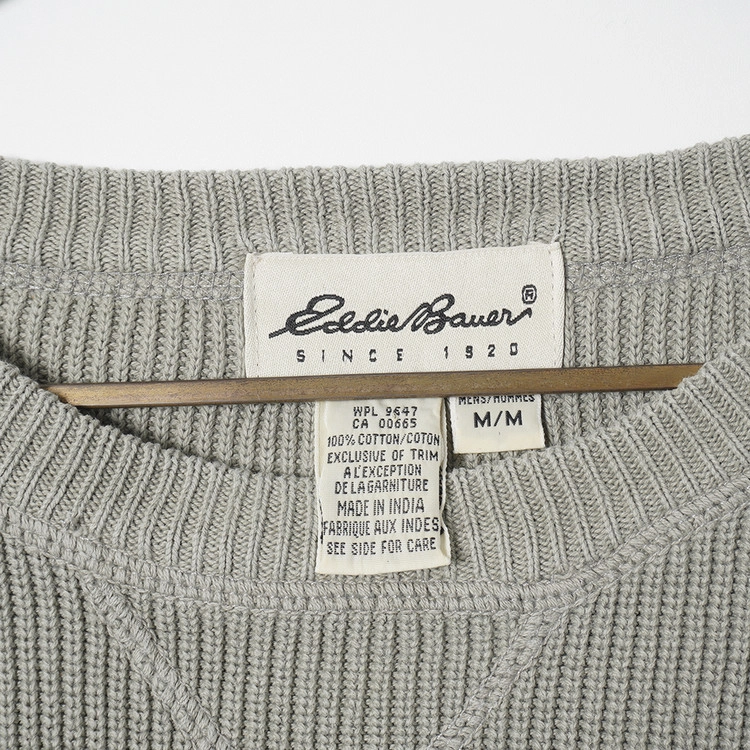 Eddie Bauer®
SINCE 1920
MENS/HOMMES
M/M
WPL 9647
CA 00665
100% COTTON/COTON
EXCLUSIVE OF TRIM
A L'EXCEPTION
DE LA GARNITURE
MADE IN INDIA
FABRIQUE AUX INDES
SEE SIDE FOR CARE